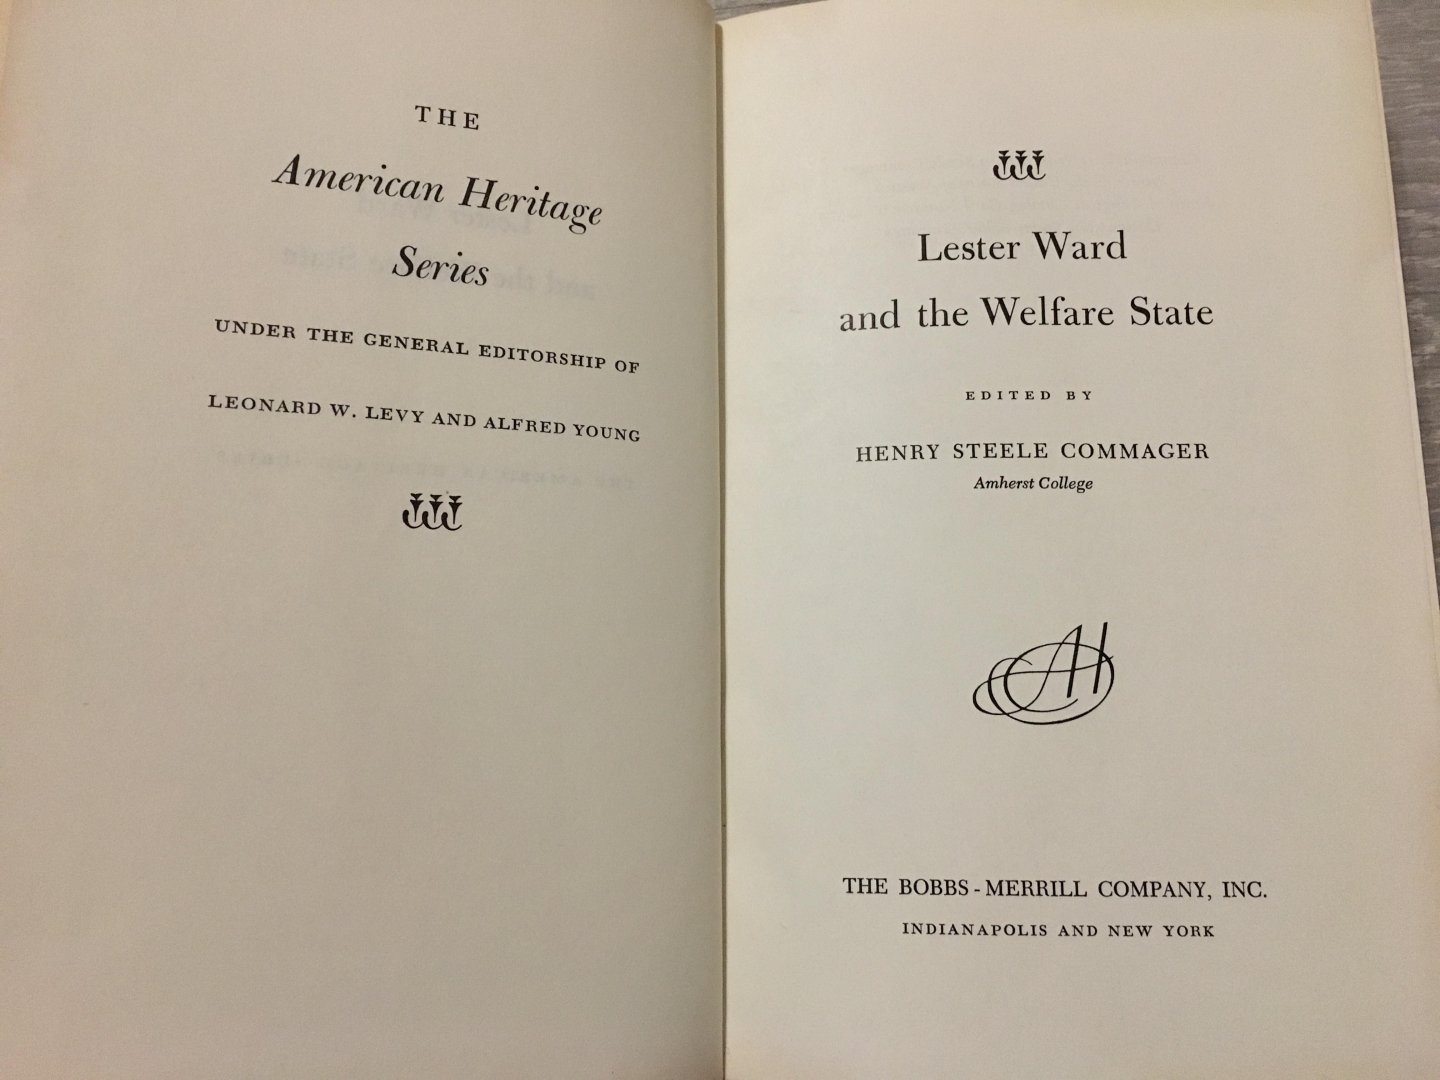 THE
American Heritage
Series
UNDER THE GENERAL EDITORSHIP OF
LEONARD W. LEVY AND ALFRED YOUNG
Lester Ward
and the Welfare State
EDITED BY
HENRY STEELE COMMAGER
Amherst College
AH
THE BOBBS-MERRILL COMPANY, INC.
INDIANAPOLIS AND NEW YORK